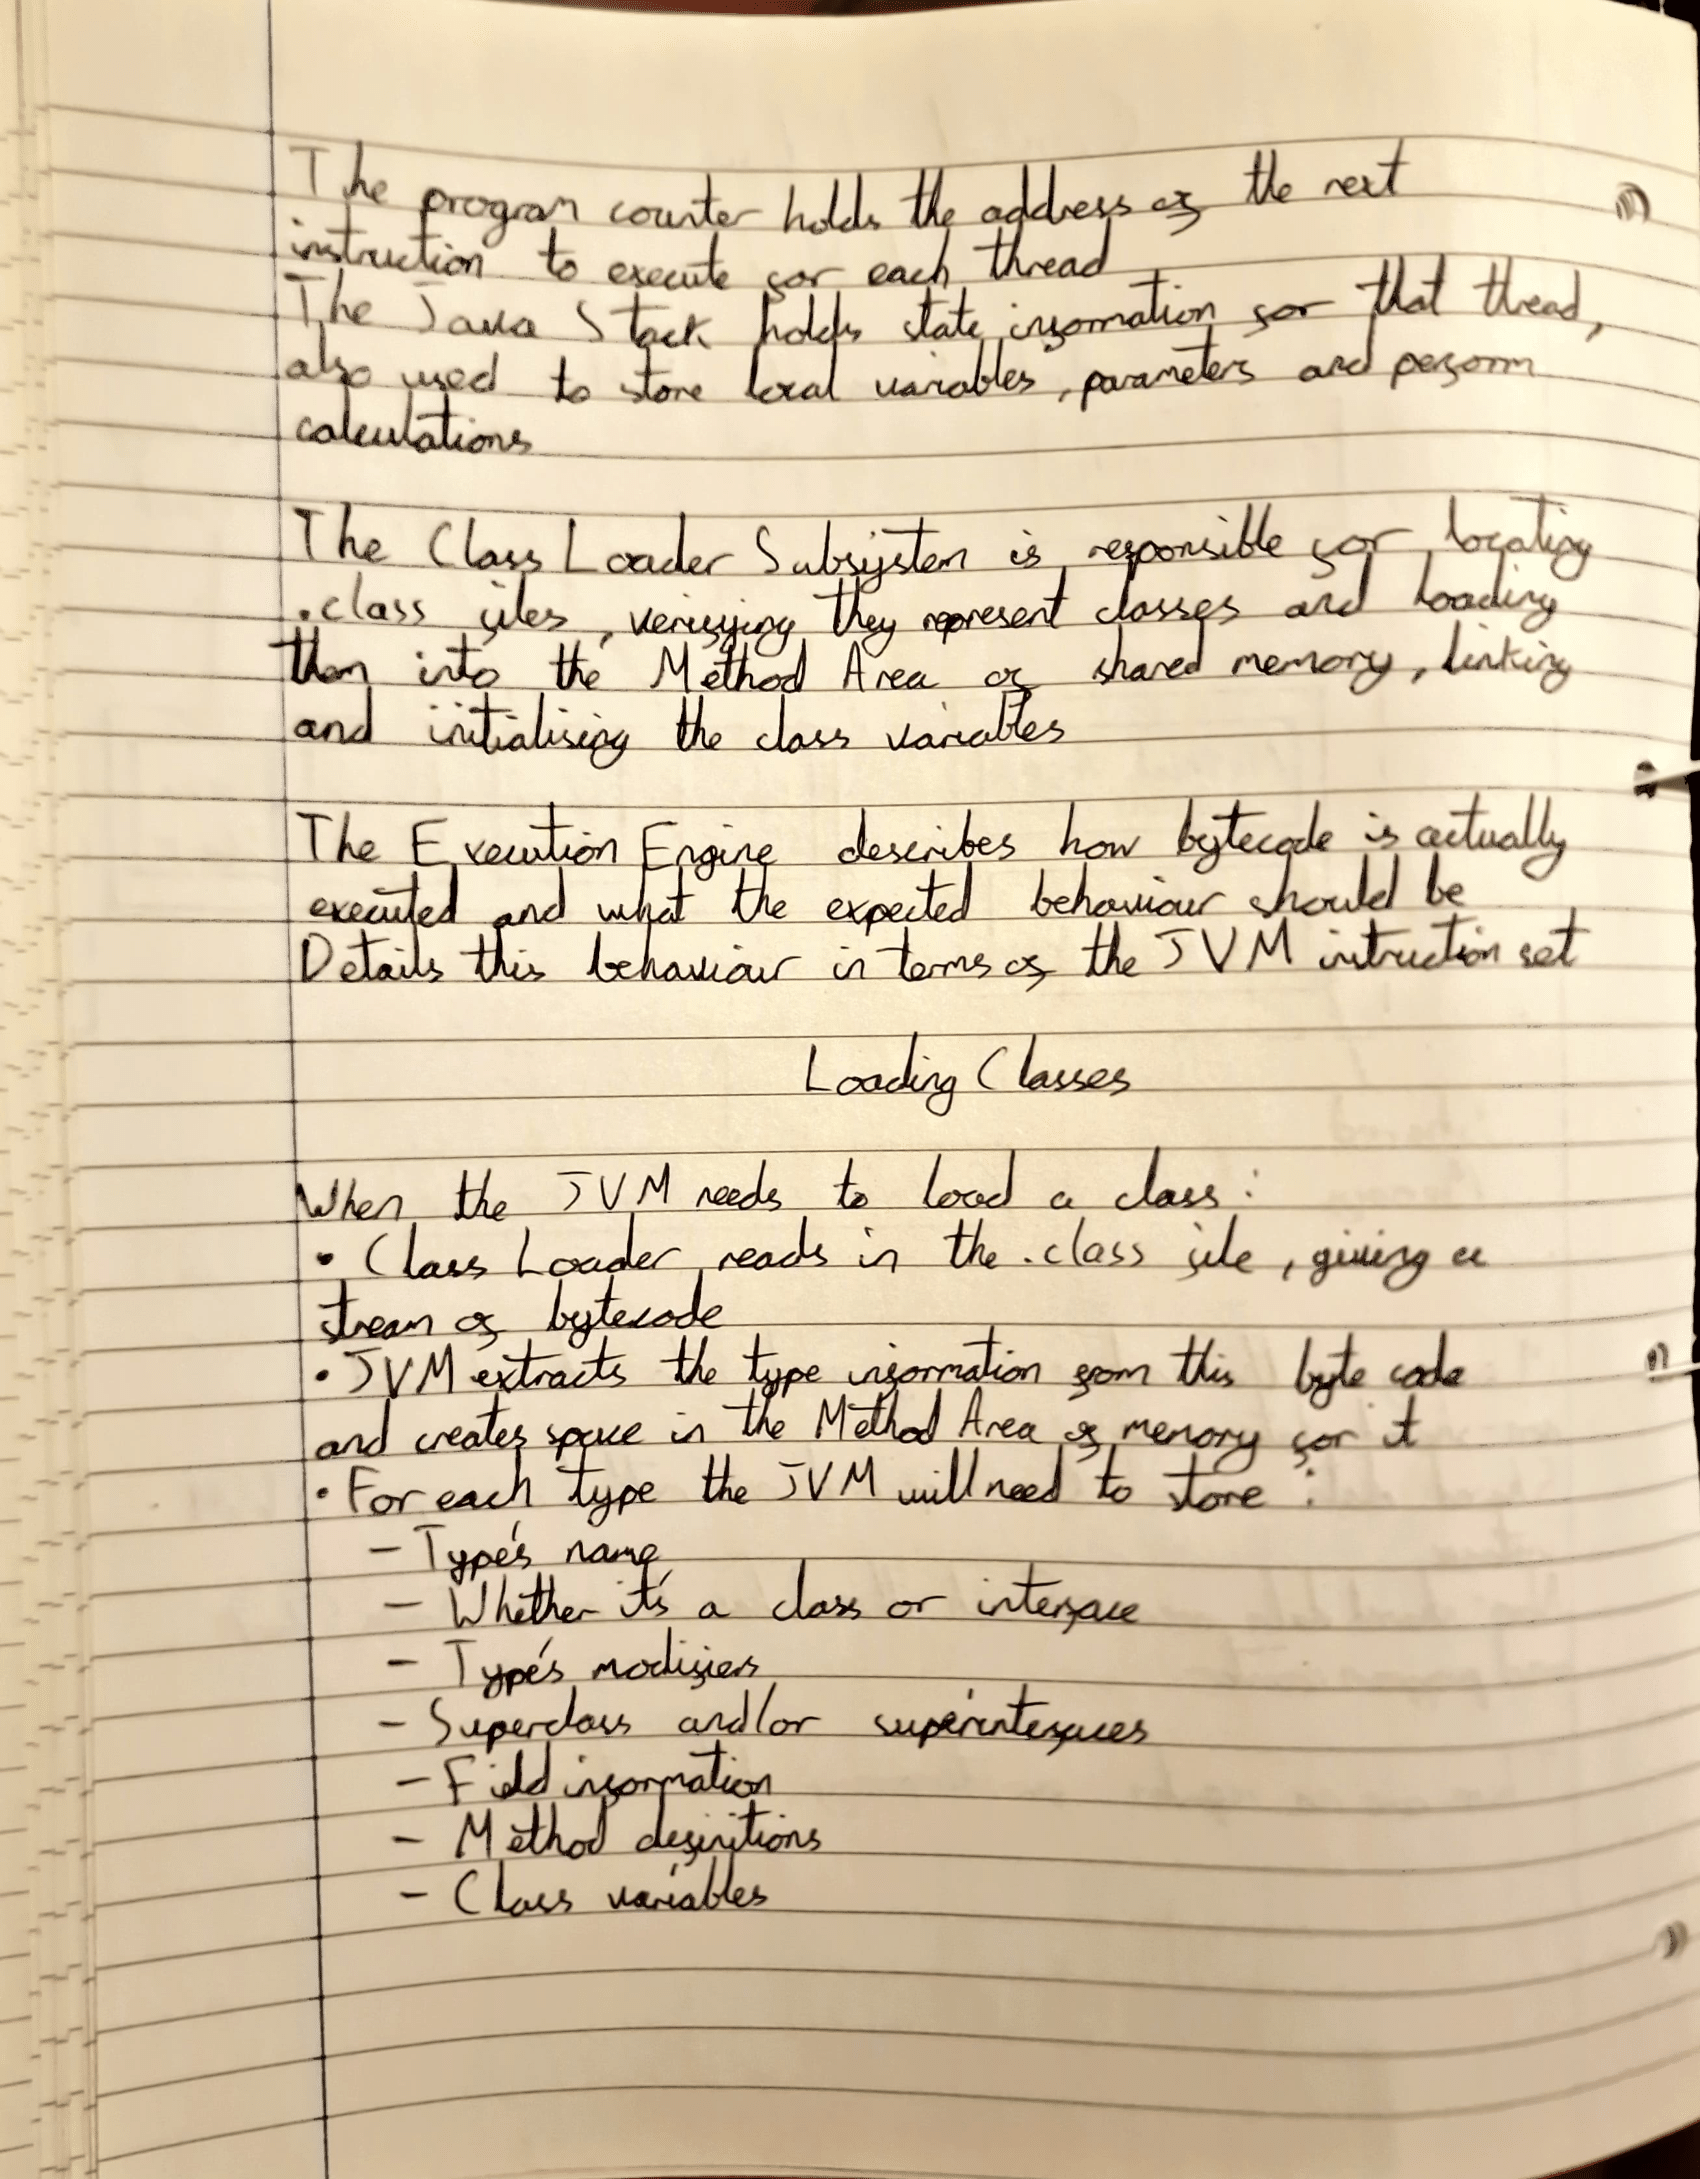 The program counter holds the address of the next
instruction to execute for each thread
The Java Stack holds state information for that thread,
also used to store local variables, parameters and perform
calculations
The Class Loader Subsystem is responsible for locating
.class files, verifying they represent classes and loading
them into the Method Area of shared memory, linking
and initialising the class variables
The Execution Engine describes how bytecode is actually
executed and what the expected behaviour should be
Details this behaviour in terms of the JVM intruction set
Loading Classes
When the JVM needs to load a class:
• Class Loader reads in the .class file, giving a
stream of bytecode
• JVM extracts the type information from this byte code
and creates space in the Method Area of memory for it
• For each type the JVM will need to store:
- Type's name
- Whether it's a class or interface
- Type's modifiers
- Superclass and/or superinterfaces
- Field information
- Method definitions
- Class variables